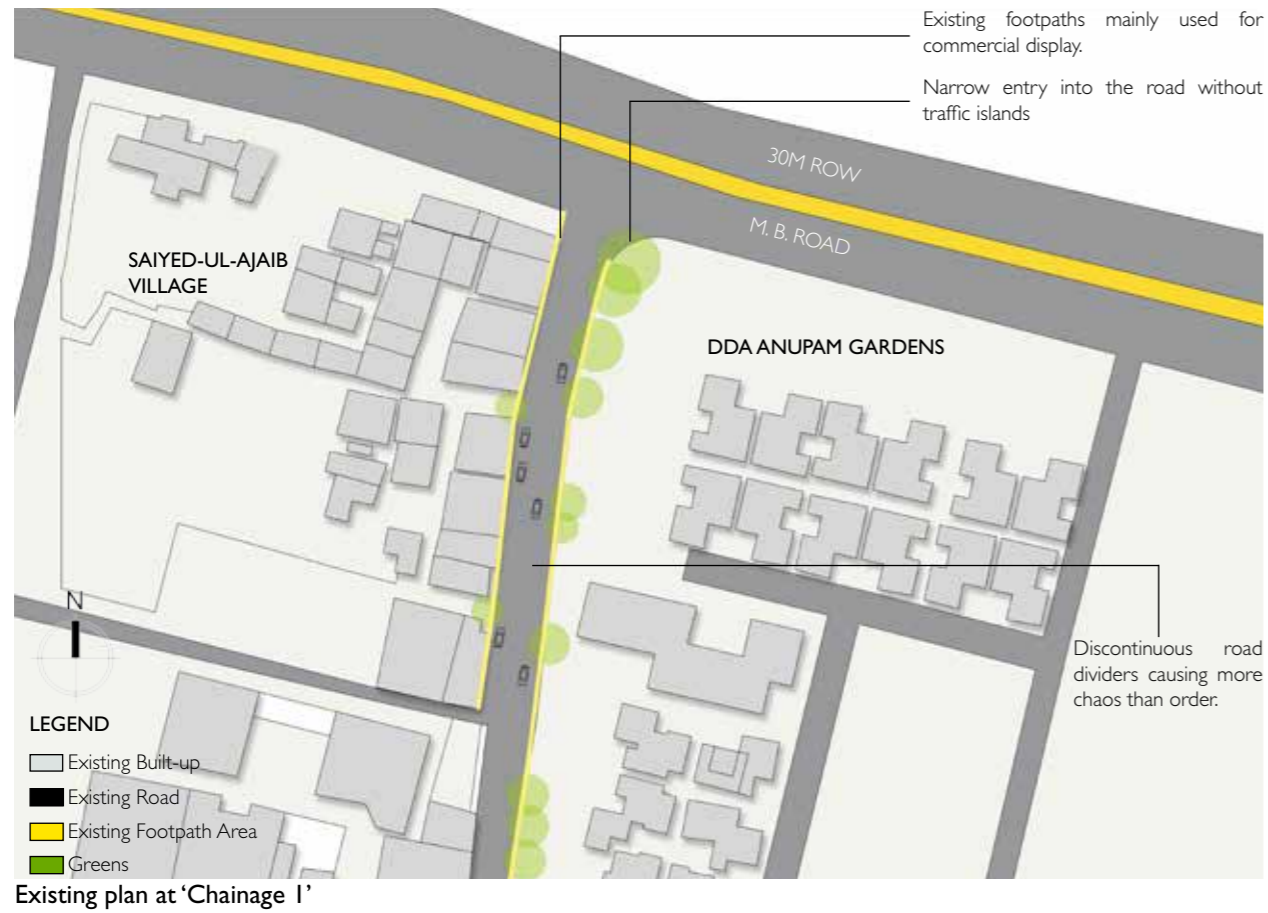 Existing footpaths mainly used for
commercial display.
Narrow entry into the road without
traffic islands
30M ROW
M. B. ROAD
SAIYED-UL-AJAIB
VILLAGE
DDA ANUPAM GARDENS
N
Discontinuous road
dividers causing more
chaos than order.
LEGEND
Existing Built-up
Existing Road
Existing Footpath Area
Greens
Existing plan at ‘Chainage 1’